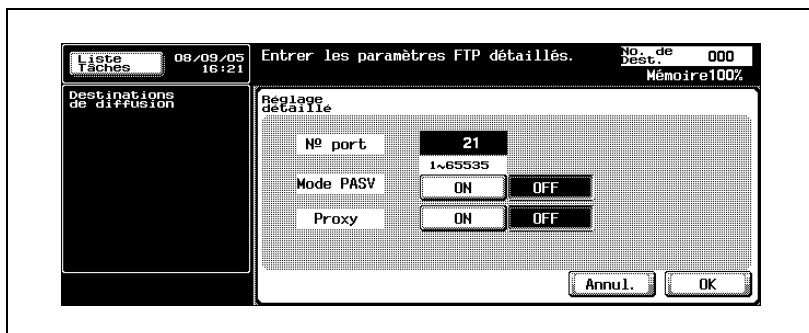 Liste
Tâches
08/09/05
16:21
Entrer les paramètres FTP détaillés.
No. de
Dest.
000
Mémoire100%
Destinations
de diffusion
Réglage
détaillé
Nº port
21
1~65535
Mode PASV
ON
OFF
Proxy
ON
OFF
Annul.
OK